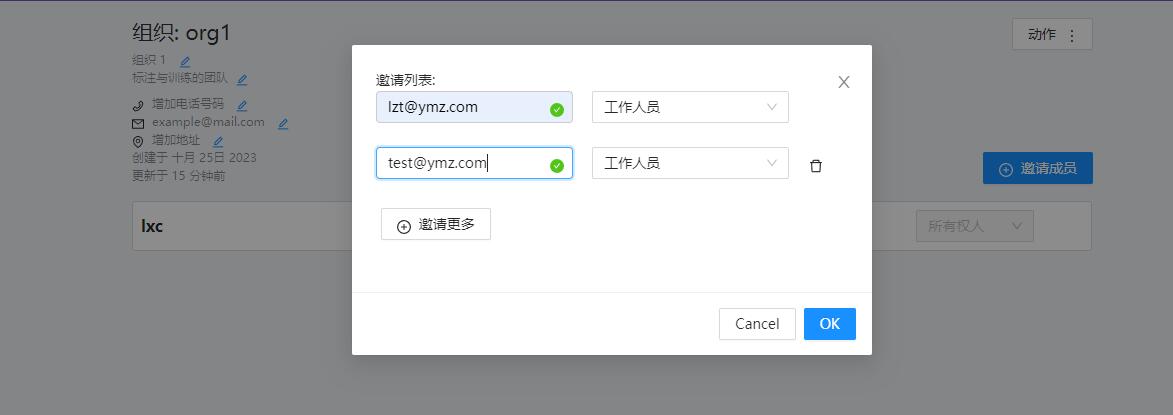 组织: org1
动作
组织 1
标注与训练的团队
增加电话号码
example@mail.com
增加地址
创建于 十月 25日 2023
更新于 15 分钟前
邀请成员
lxc
所有权人
邀请列表:
lzt@ymz.com
工作人员
test@ymz.com
工作人员
邀请更多
Cancel
OK